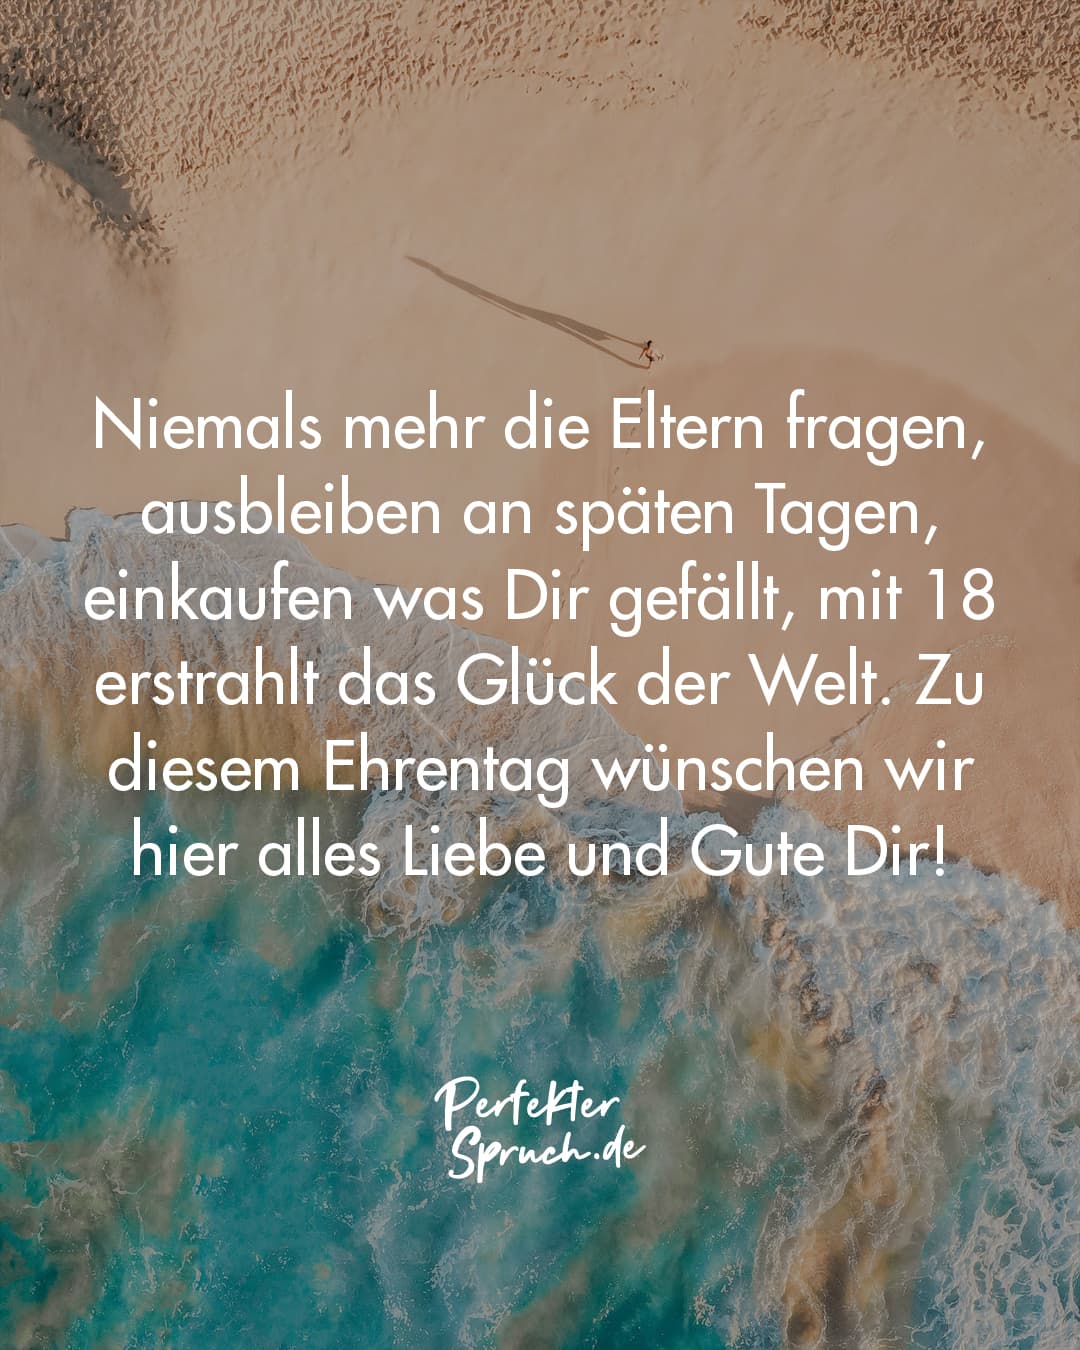 Niemals mehr die Eltern fragen,
ausbleiben an späten Tagen,
einkaufen was Dir gefällt, mit 18
erstrahlt das Glück der Welt. Zu
diesem Ehrentag wünschen wir
hier alles Liebe und Gute Dir!
Perfekter
Spruch.de